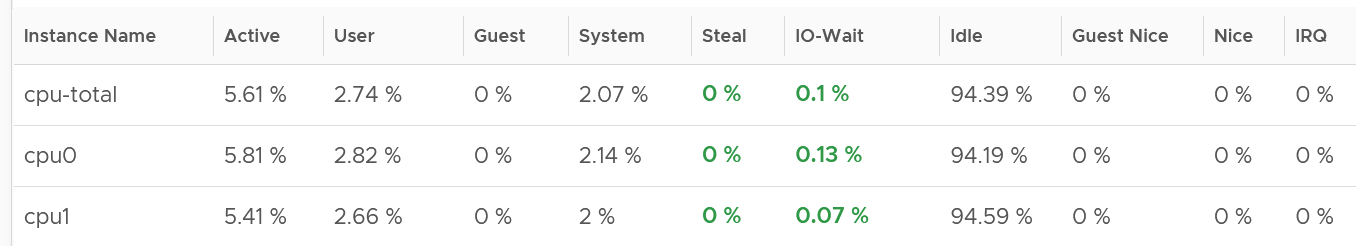 Instance Name Active User Guest System Steal IO-Wait Idle Guest Nice Nice IRQ
cpu-total 5.61 % 2.74 % 0 % 2.07 % 0 % 0.1 % 94.39 % 0 % 0 % 0 %
cpu0 5.81 % 2.82 % 0 % 2.14 % 0 % 0.13 % 94.19 % 0 % 0 % 0 %
cpu1 5.41 % 2.66 % 0 % 2 % 0 % 0.07 % 94.59 % 0 % 0 % 0 %